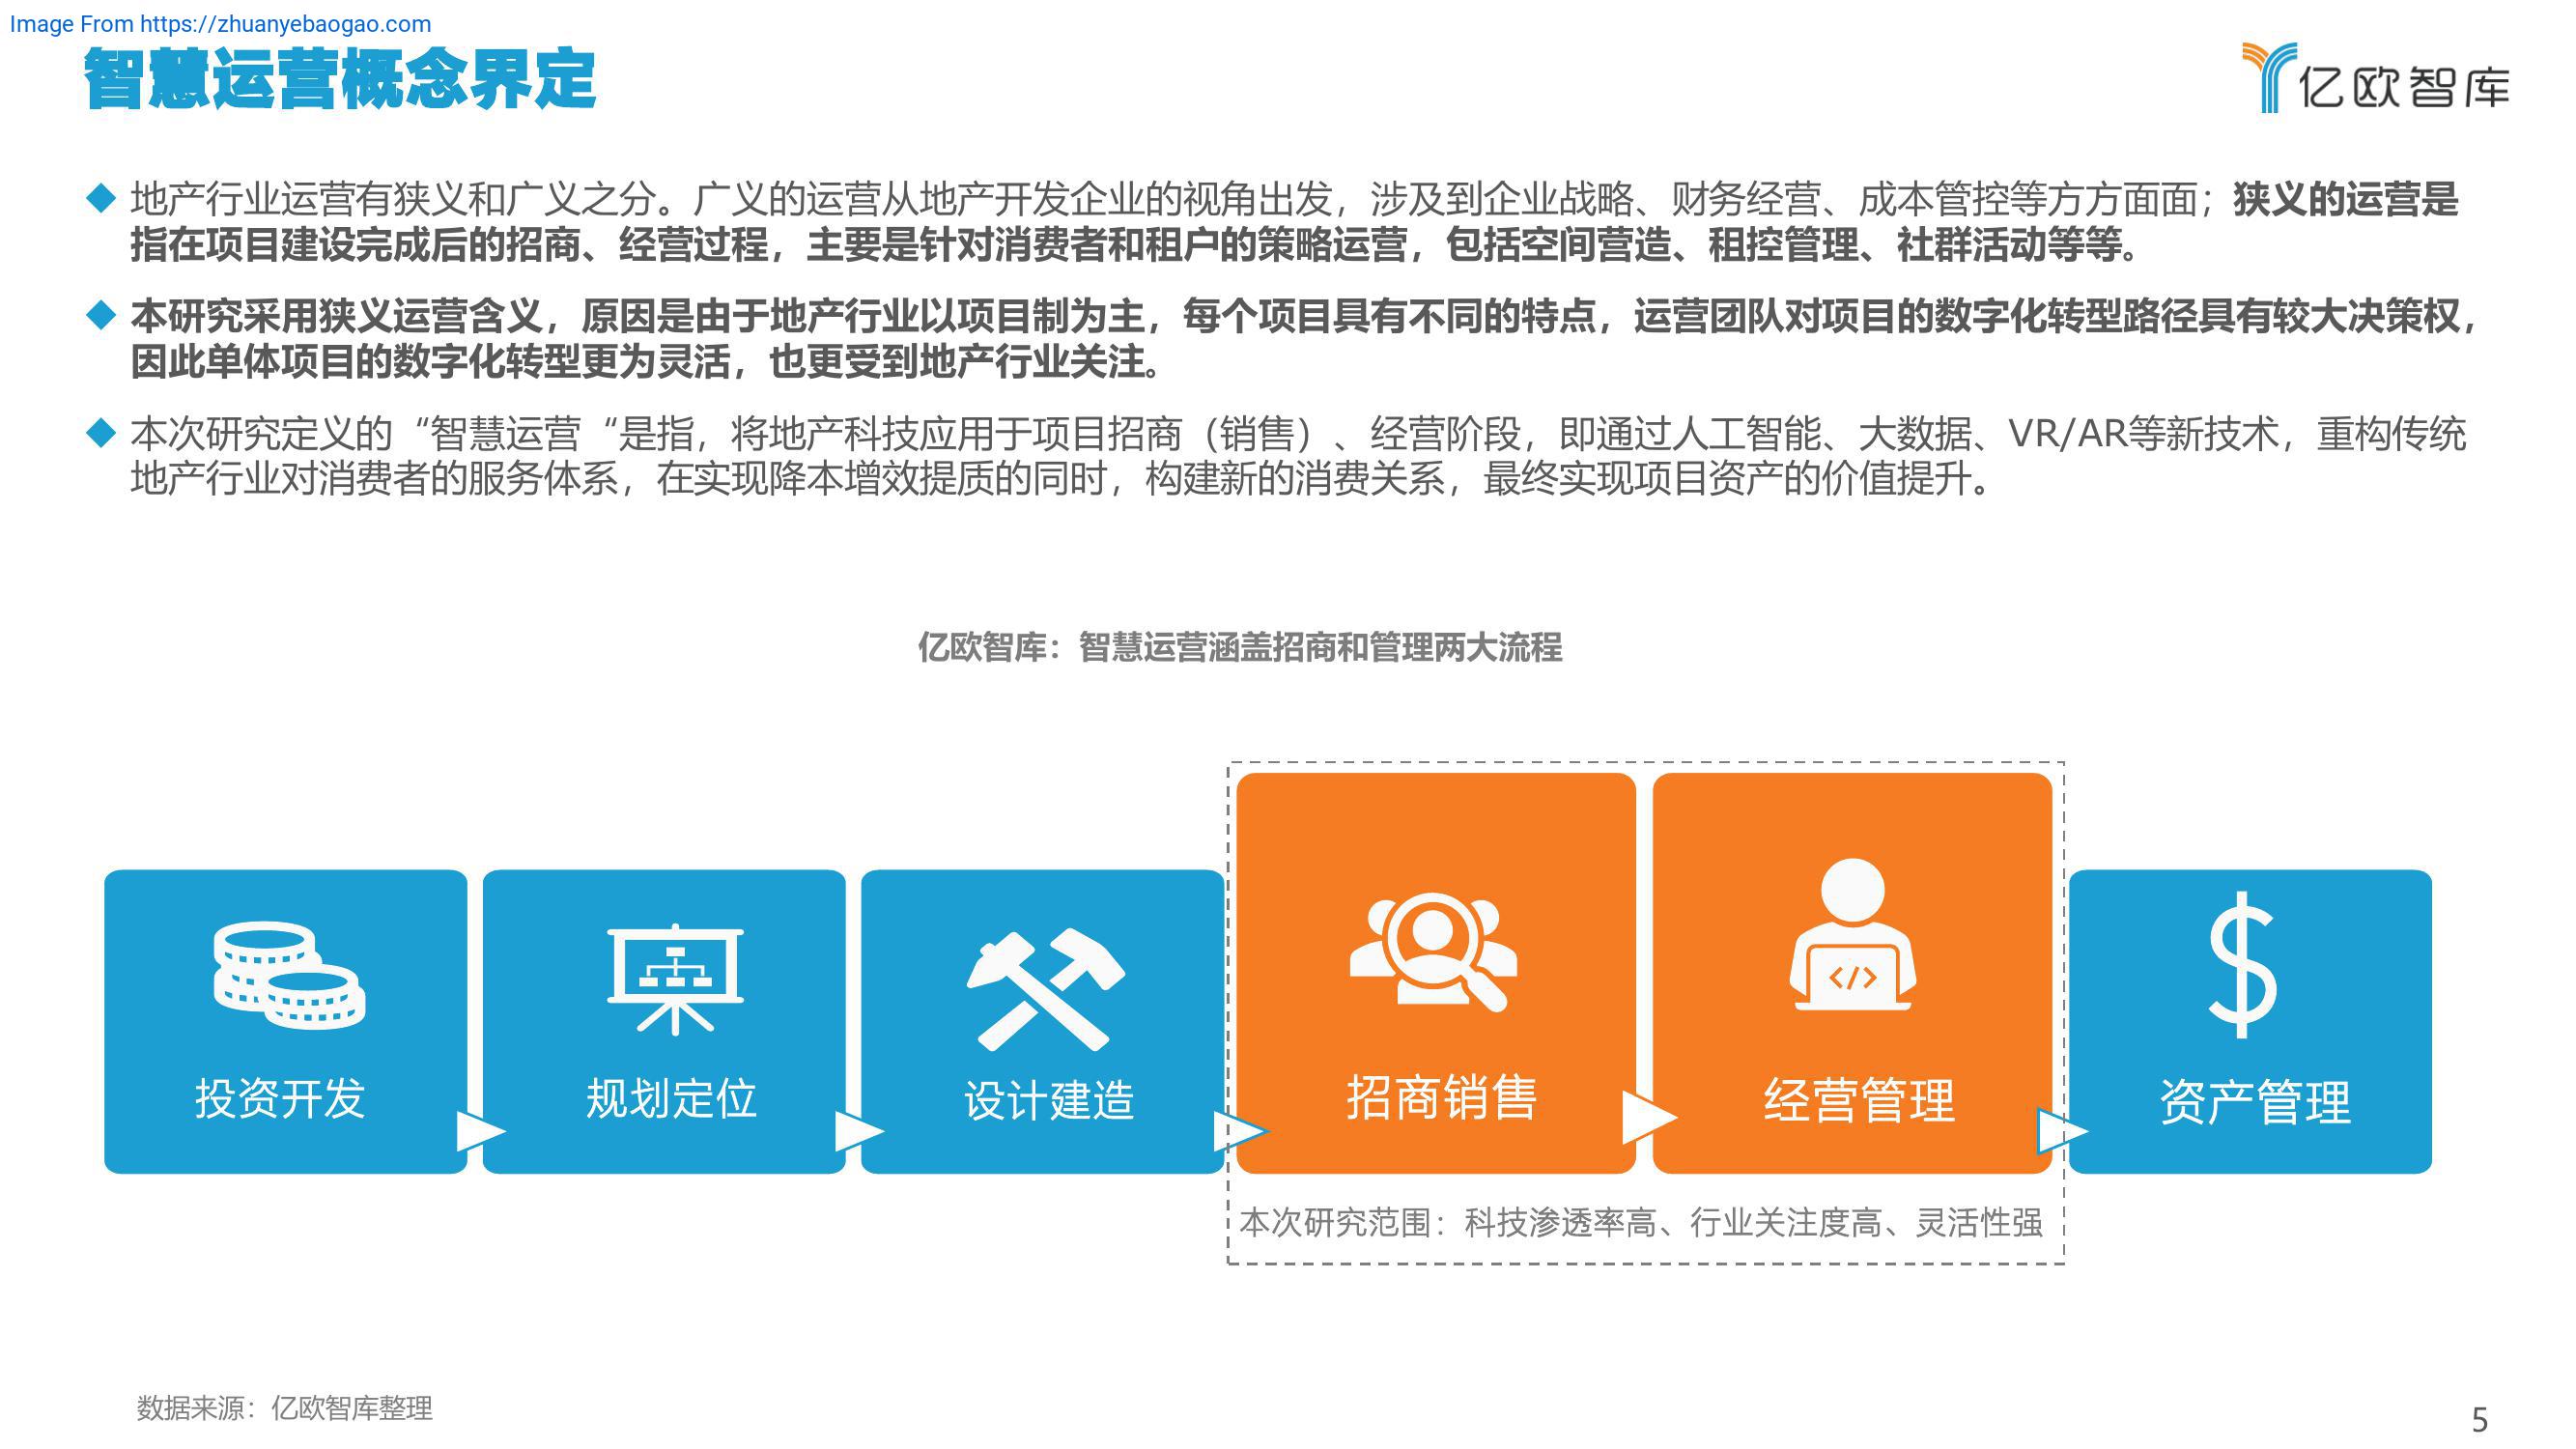 Image From https://zhuanyebaogao.com
智慧运营概念界定
亿欧智库
地产行业运营有狭义和广义之分。广义的运营从地产开发企业的视角出发，涉及到企业战略、财务经营、成本管控等方方面面；狭义的运营是
指在项目建设完成后的招商、经营过程，主要是针对消费者和租户的策略运营，包括空间营造、租控管理、社群活动等等。
本研究采用狭义运营含义，原因是由于地产行业以项目制为主，每个项目具有不同的特点，运营团队对项目的数字化转型路径具有较大决策权，
因此单体项目的数字化转型更为灵活，也更受到地产行业关注。
本次研究定义的“智慧运营“是指，将地产科技应用于项目招商（销售）、经营阶段，即通过人工智能、大数据、VR/AR等新技术，重构传统
地产行业对消费者的服务体系，在实现降本增效提质的同时，构建新的消费关系，最终实现项目资产的价值提升。
亿欧智库：智慧运营涵盖招商和管理两大流程
投资开发
规划定位
设计建造
招商销售
经营管理
资产管理
本次研究范围：科技渗透率高、行业关注度高、灵活性强
数据来源：亿欧智库整理
5